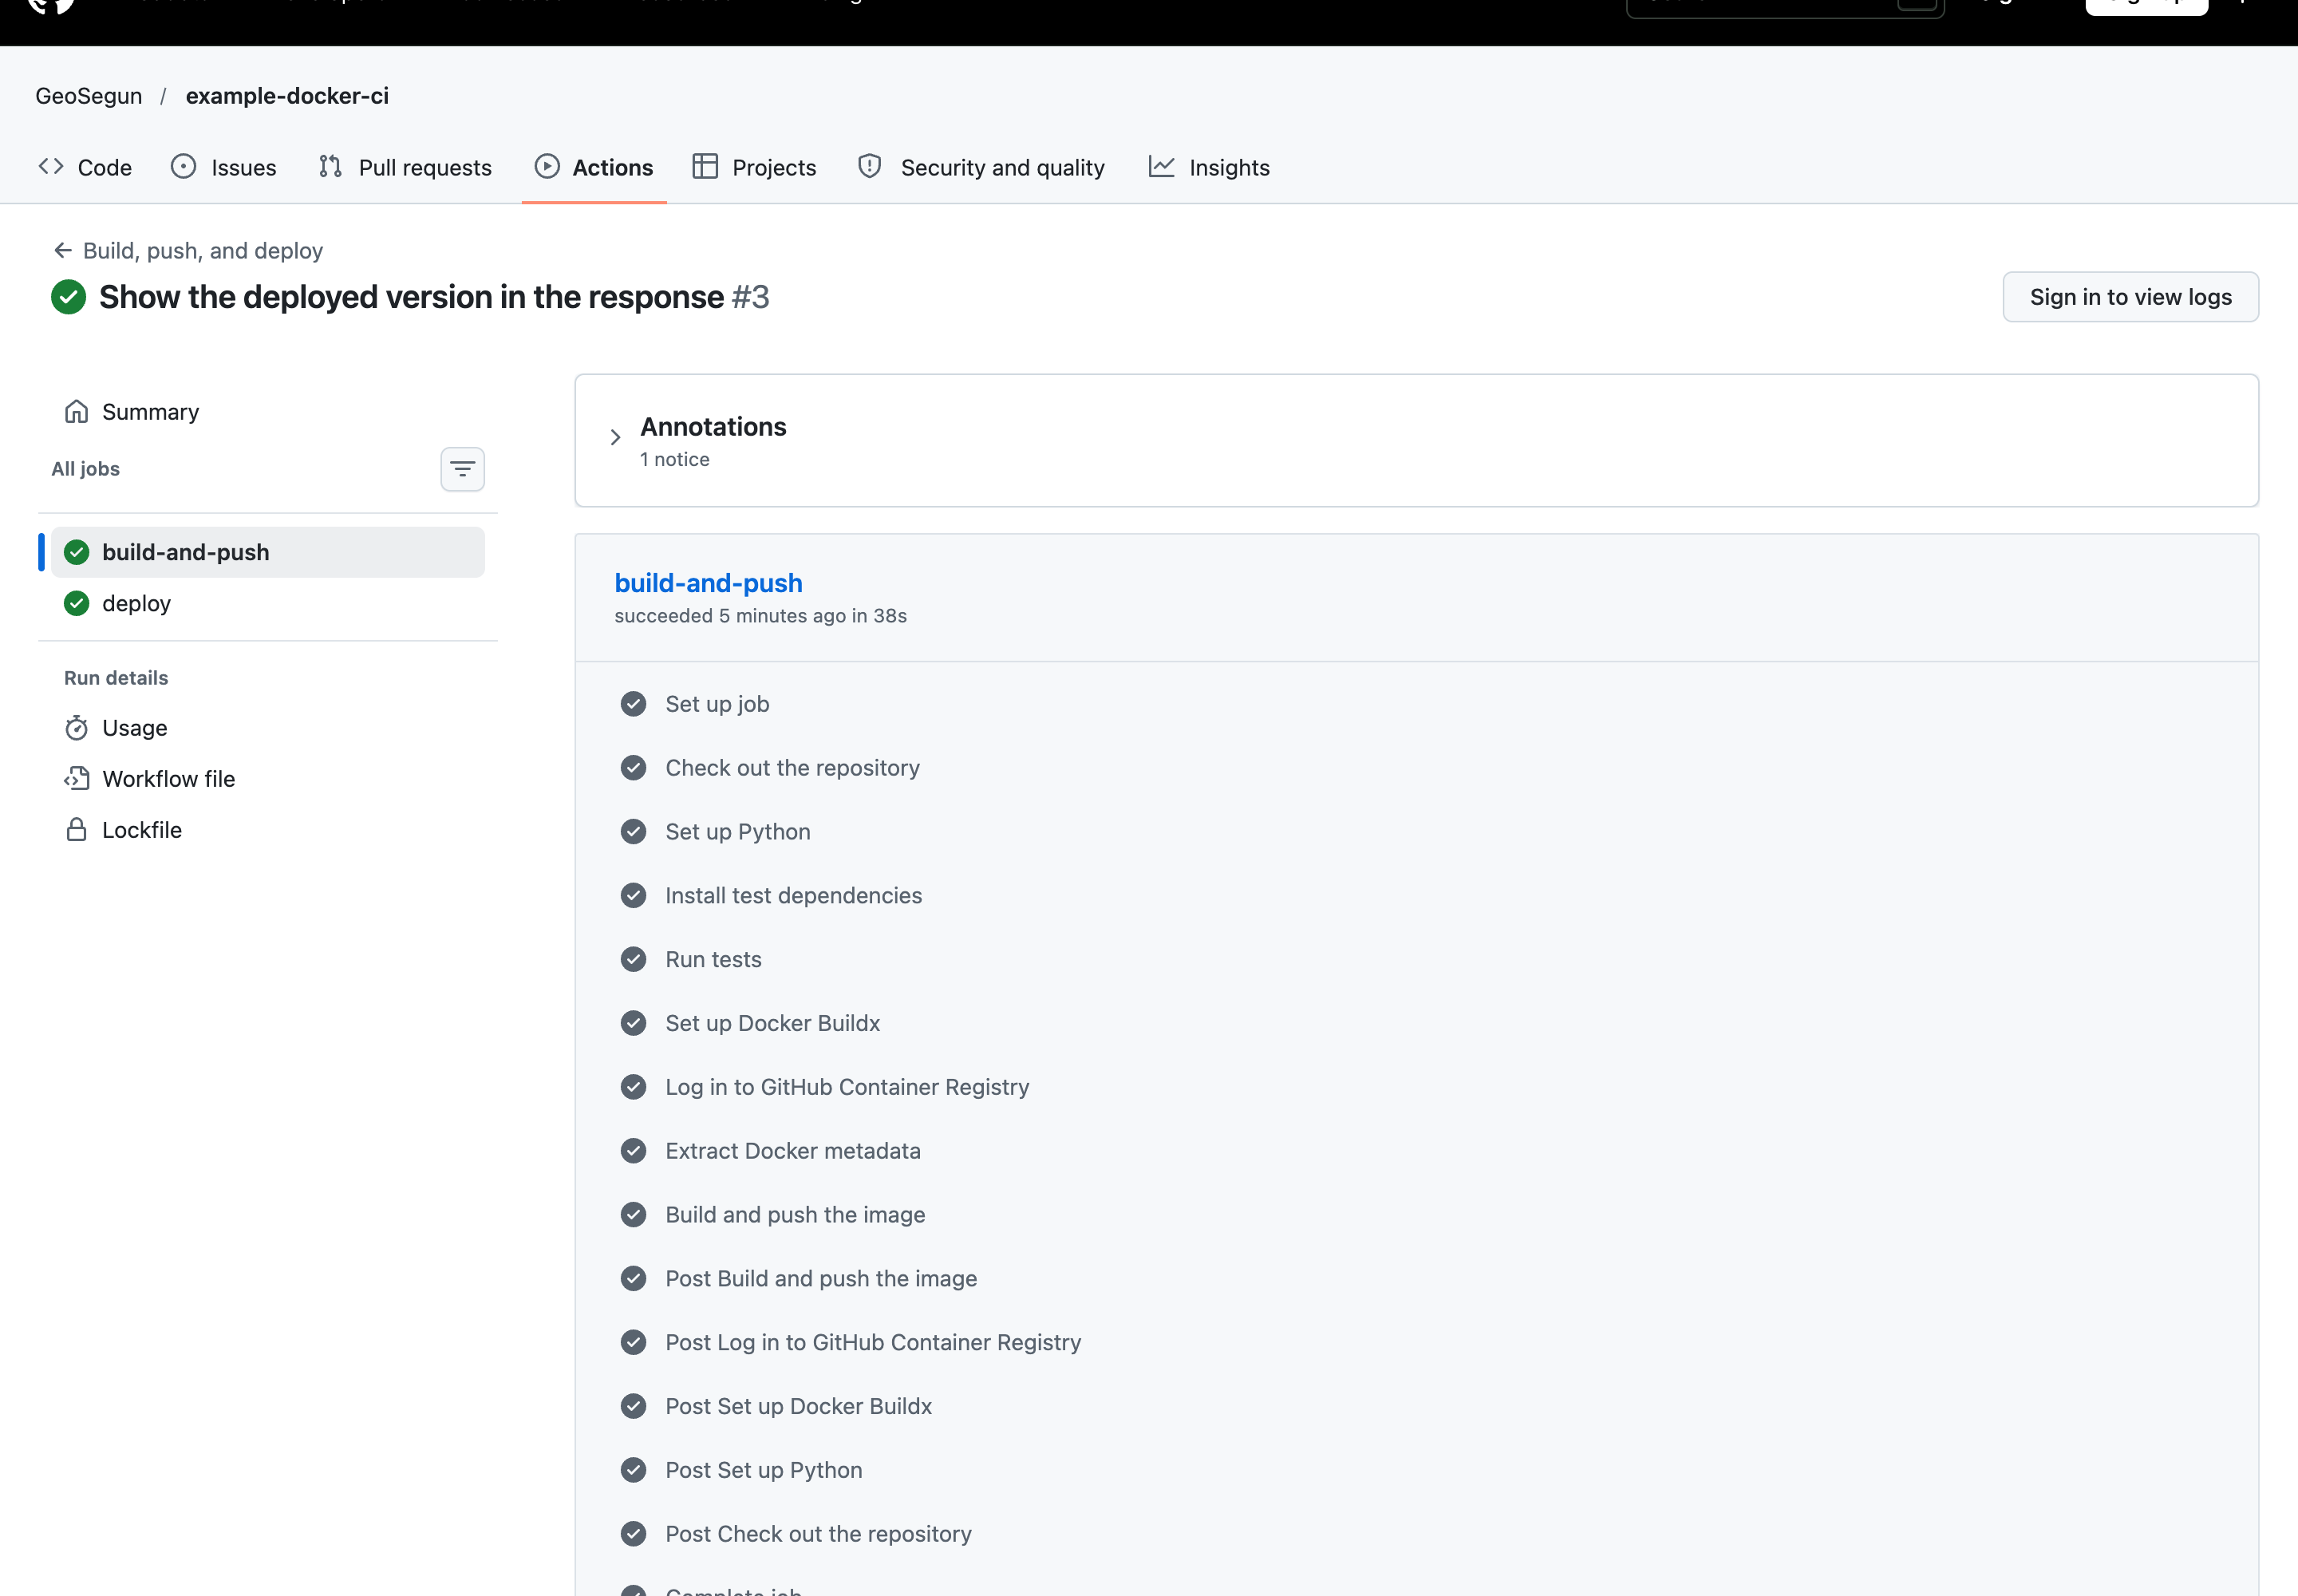 GeoSegun / example-docker-ci
Code Issues Pull requests Actions Projects Security and quality Insights
Build, push, and deploy
Show the deployed version in the response #3
Sign in to view logs
Summary
All jobs
build-and-push
deploy
Run details
Usage
Workflow file
Lockfile
Annotations
1 notice
build-and-push
succeeded 5 minutes ago in 38s
Set up job
Check out the repository
Set up Python
Install test dependencies
Run tests
Set up Docker Buildx
Log in to GitHub Container Registry
Extract Docker metadata
Build and push the image
Post Build and push the image
Post Log in to GitHub Container Registry
Post Set up Docker Buildx
Post Set up Python
Post Check out the repository
Complete job